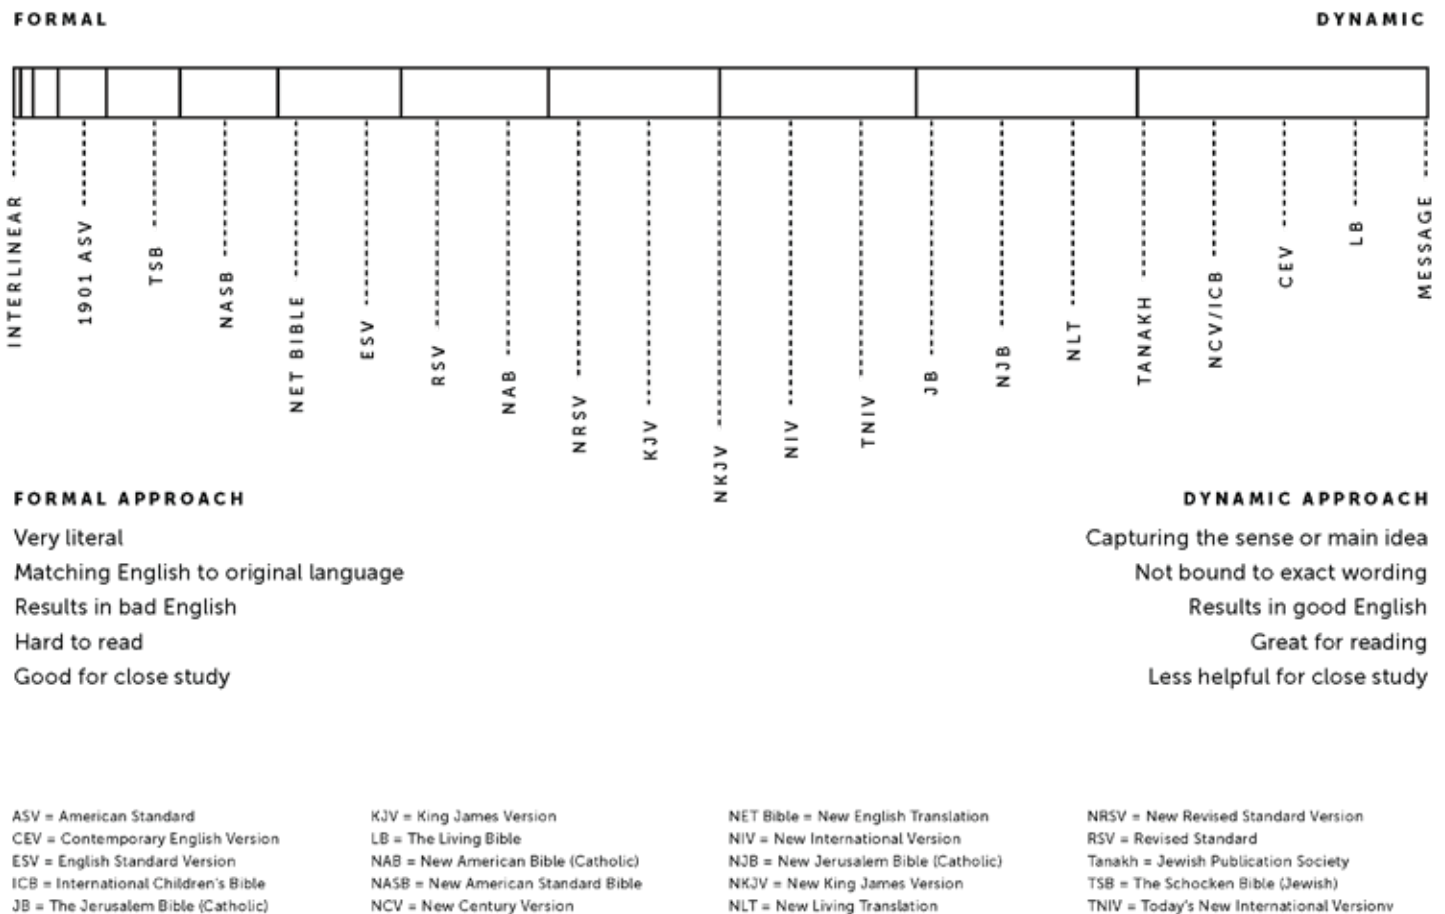 FORMAL
DYNAMIC
INTERLINEAR
1901 ASV
TSB
NASB
NET BIBLE
ESV
RSV
NAB
NRSV
KJV
NKJV
NIV
TNIV
JB
NJB
NLT
TANAKH
NCV/ICB
CEV
LB
MESSAGE
FORMAL APPROACH
Very literal
Matching English to original language
Results in bad English
Hard to read
Good for close study
DYNAMIC APPROACH
Capturing the sense or main idea
Not bound to exact wording
Results in good English
Great for reading
Less helpful for close study
ASV = American Standard
CEV = Contemporary English Version
ESV = English Standard Version
ICB = International Children's Bible
JB = The Jerusalem Bible (Catholic)
KJV = King James Version
LB = The Living Bible
NAB = New American Bible (Catholic)
NASB = New American Standard Bible
NCV = New Century Version
NET Bible = New English Translation
NIV = New International Version
NJB = New Jerusalem Bible (Catholic)
NKJV = New King James Version
NLT = New Living Translation
NRSV = New Revised Standard Version
RSV = Revised Standard
Tanakh = Jewish Publication Society
TSB = The Schocken Bible (Jewish)
TNIV = Today's New International Versionv